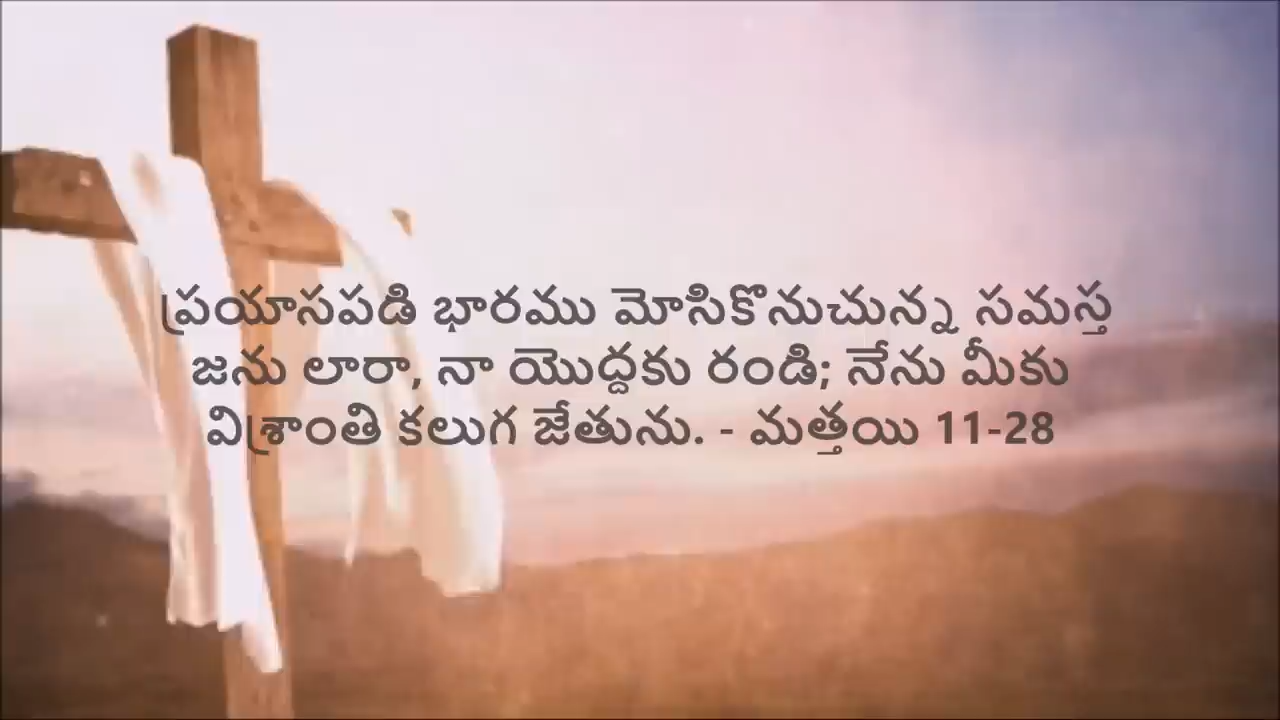 ప్రయాసపడి భారము మోసికొనుచున్న సమస్త
జను లారా, నా యొద్దకు రండి; నేను మీకు
విశ్రాంతి కలుగ జేతును. - మత్తయి 11-28